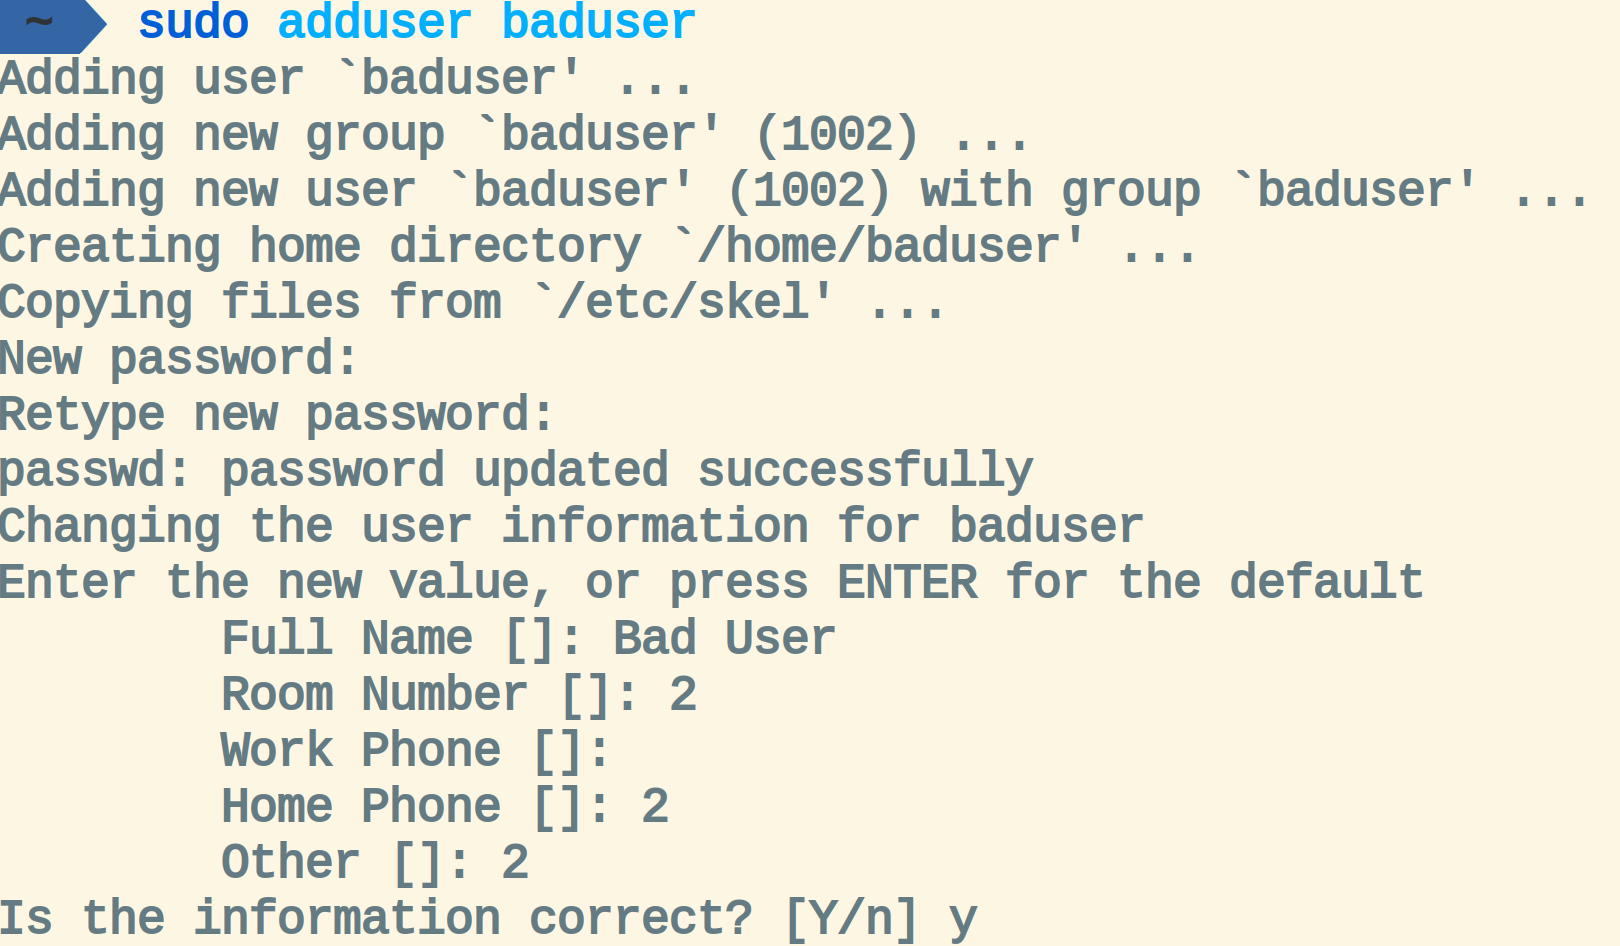 ~ sudo adduser baduser
Adding user `baduser' ...
Adding new group `baduser' (1002) ...
Adding new user `baduser' (1002) with group `baduser' ...
Creating home directory `/home/baduser' ...
Copying files from `/etc/skel' ...
New password:
Retype new password:
passwd: password updated successfully
Changing the user information for baduser
Enter the new value, or press ENTER for the default
Full Name []: Bad User
Room Number []: 2
Work Phone []:
Home Phone []: 2
Other []: 2
Is the information correct? [Y/n] y